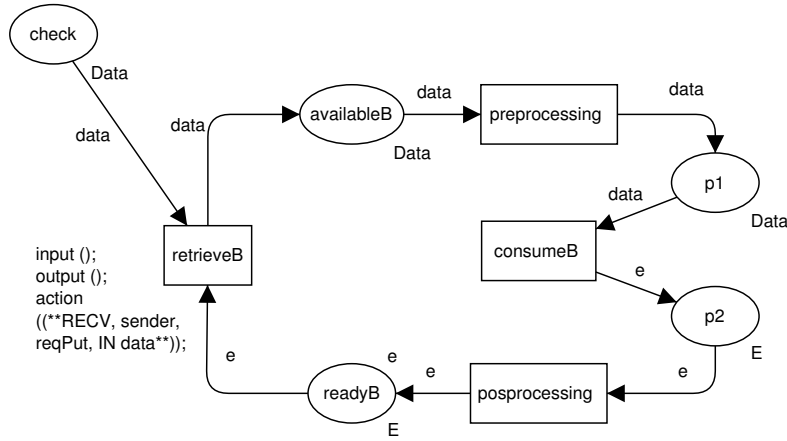 check
Data
data
data
availableB
Data
data
preprocessing
data
p1
Data
data
consumeB
e
p2
E
e
posprocessing
e
e
readyB
E
e
retrieveB
input ();
output ();
action
((**RECV, sender,
reqPut, IN data**));